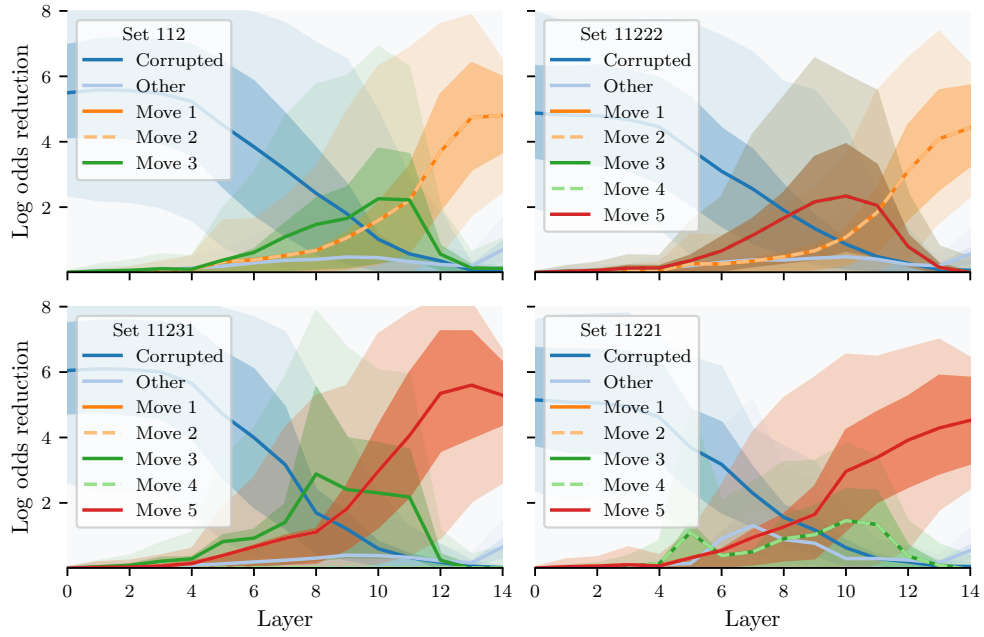 Log odds reduction
8
6
4
2
Set 112
Corrupted
Other
Move 1
Move 2
Move 3
Set 11222
Corrupted
Other
Move 1
Move 2
Move 3
Move 4
Move 5
Log odds reduction
8
6
4
2
Set 11231
Corrupted
Other
Move 1
Move 2
Move 3
Move 4
Move 5
0 2 4 6 8 10 12 14
Layer
Set 11221
Corrupted
Other
Move 1
Move 2
Move 3
Move 4
Move 5
0 2 4 6 8 10 12 14
Layer